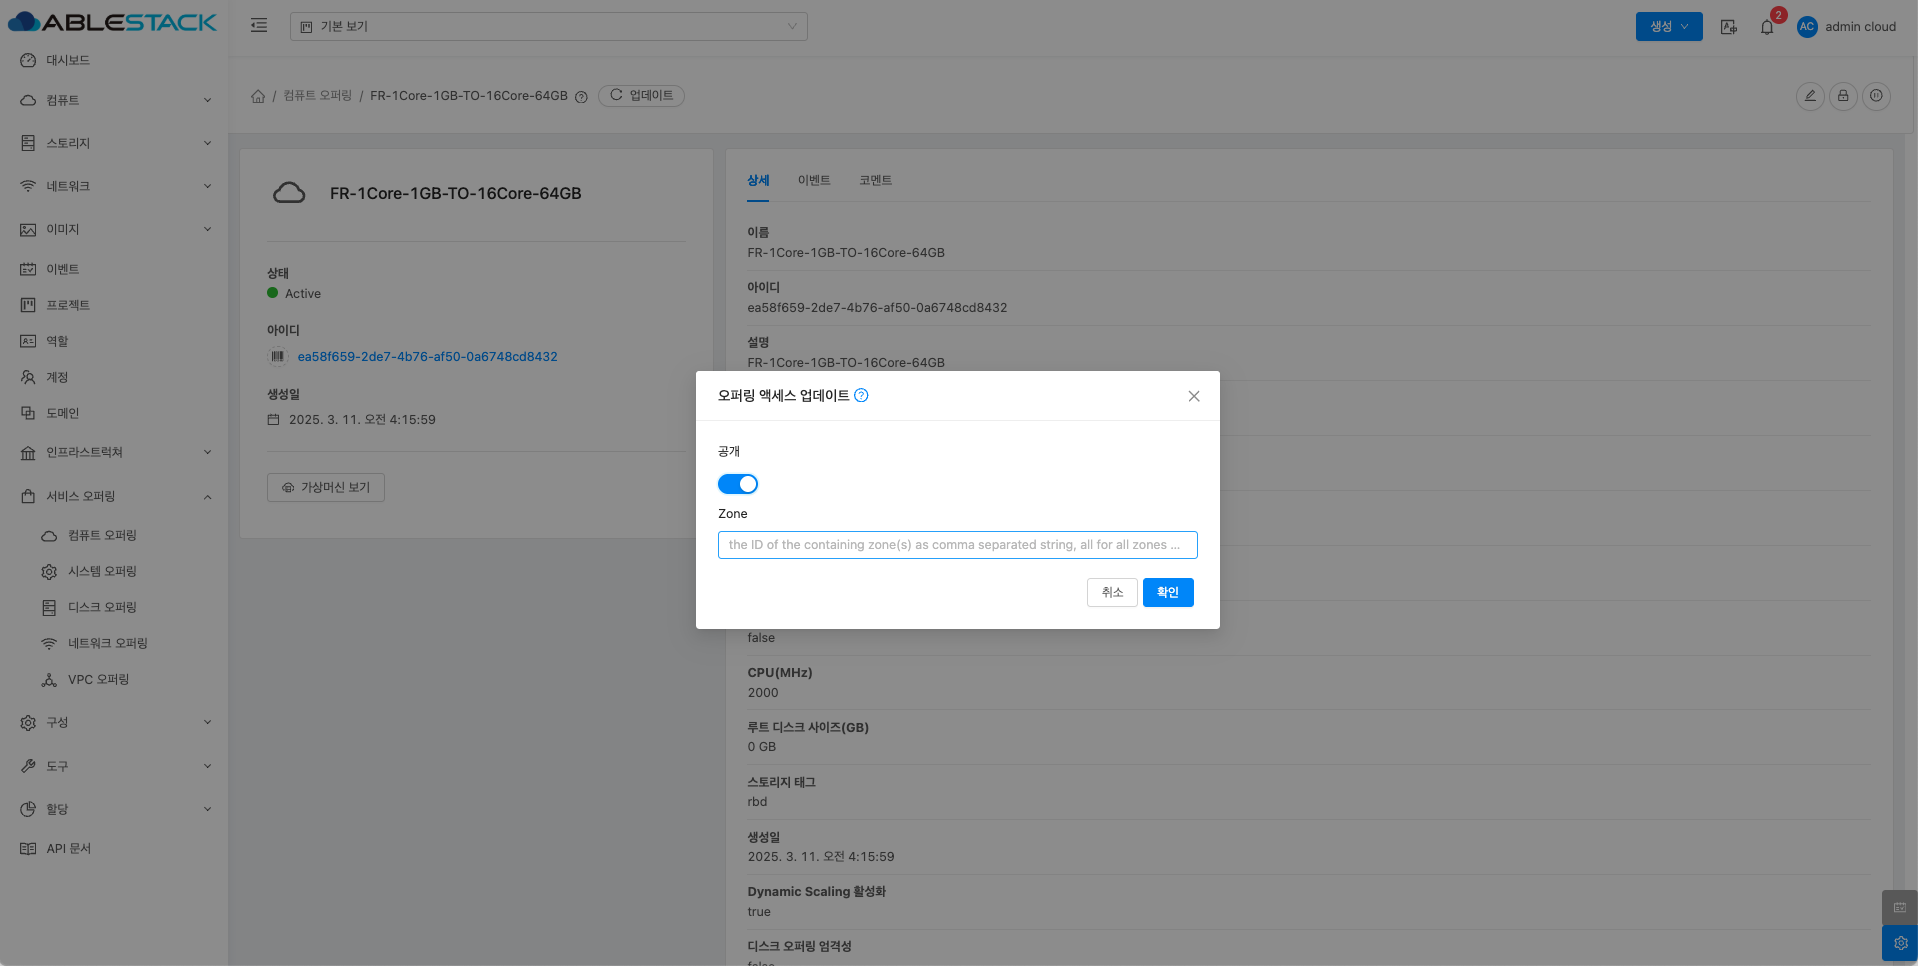 ABLESTACK
기본 보기
생성
2
AC
admin cloud
대시보드
컴퓨트
스토리지
네트워크
이미지
이벤트
프로젝트
역할
계정
도메인
인프라스트럭쳐
서비스 오퍼링
컴퓨트 오퍼링
시스템 오퍼링
디스크 오퍼링
네트워크 오퍼링
VPC 오퍼링
구성
도구
할당
API 문서
/ 컴퓨트 오퍼링 / FR-1Core-1GB-TO-16Core-64GB
업데이트
FR-1Core-1GB-TO-16Core-64GB
상태
Active
아이디
ea58f659-2de7-4b76-af50-0a6748cd8432
생성일
2025. 3. 11. 오전 4:15:59
가상머신 보기
상세 이벤트 코멘트
이름
FR-1Core-1GB-TO-16Core-64GB
아이디
ea58f659-2de7-4b76-af50-0a6748cd8432
설명
FR-1Core-1GB-TO-16Core-64GB
오퍼링 액세스 업데이트
공개
Zone
the ID of the containing zone(s) as comma separated string, all for all zones ...
취소 확인
false
CPU(MHz)
2000
루트 디스크 사이즈(GB)
0 GB
스토리지 태그
rbd
생성일
2025. 3. 11. 오전 4:15:59
Dynamic Scaling 활성화
true
디스크 오퍼링 엄격성
false